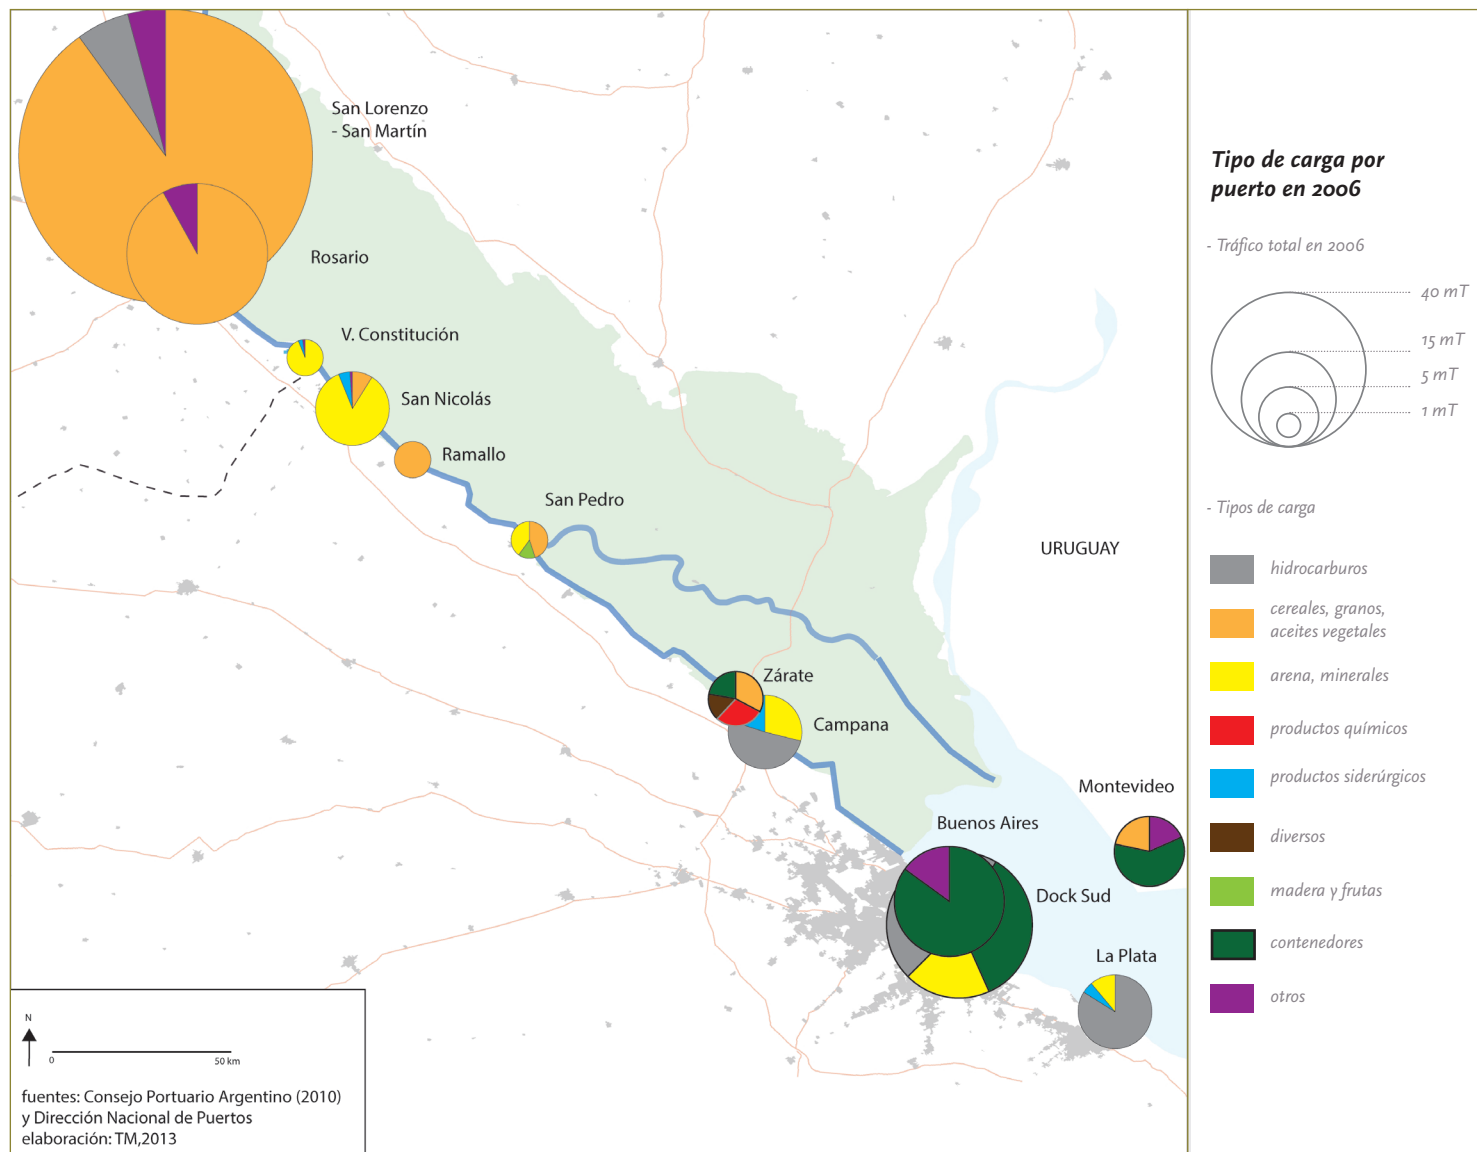 San Lorenzo
- San Martín
Rosario
V. Constitución
San Nicolás
Ramallo
San Pedro
URUGUAY
Zárate
Campana
Montevideo
Buenos Aires
Dock Sud
La Plata
N
0
50 km
fuentes: Consejo Portuario Argentino (2010)
y Dirección Nacional de Puertos
elaboración: TM,2013
Tipo de carga por
puerto en 2006
- Tráfico total en 2006
40 mT
15 mT
5 mT
1 mT
- Tipos de carga
hidrocarburos
cereales, granos,
aceites vegetales
arena, minerales
productos químicos
productos siderúrgicos
diversos
madera y frutas
contenedores
otros